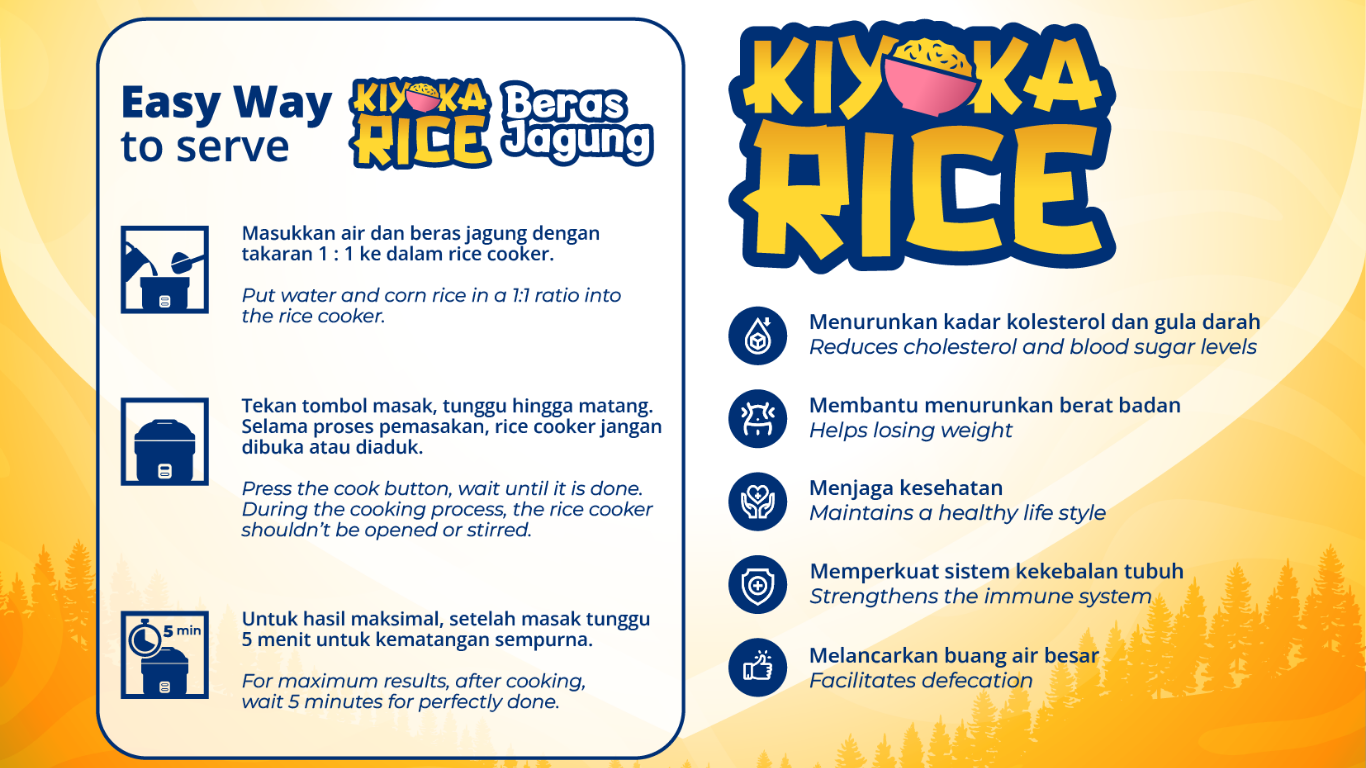 Easy Way
to serve
KIYOKA
RICE
Beras
Jagung
Masukkan air dan beras jagung dengan
takaran 1 : 1 ke dalam rice cooker.
Put water and corn rice in a 1:1 ratio into
the rice cooker.
Tekan tombol masak, tunggu hingga matang.
Selama proses pemasakan, rice cooker jangan
dibuka atau diaduk.
Press the cook button, wait until it is done.
During the cooking process, the rice cooker
shouldn't be opened or stirred.
5 min
Untuk hasil maksimal, setelah masak tunggu
5 menit untuk kematangan sempurna.
For maximum results, after cooking,
wait 5 minutes for perfectly done.
KIYOKA
RICE
Menurunkan kadar kolesterol dan gula darah
Reduces cholesterol and blood sugar levels
Membantu menurunkan berat badan
Helps losing weight
Menjaga kesehatan
Maintains a healthy life style
Memperkuat sistem kekebalan tubuh
Strengthens the immune system
Melancarkan buang air besar
Facilitates defecation